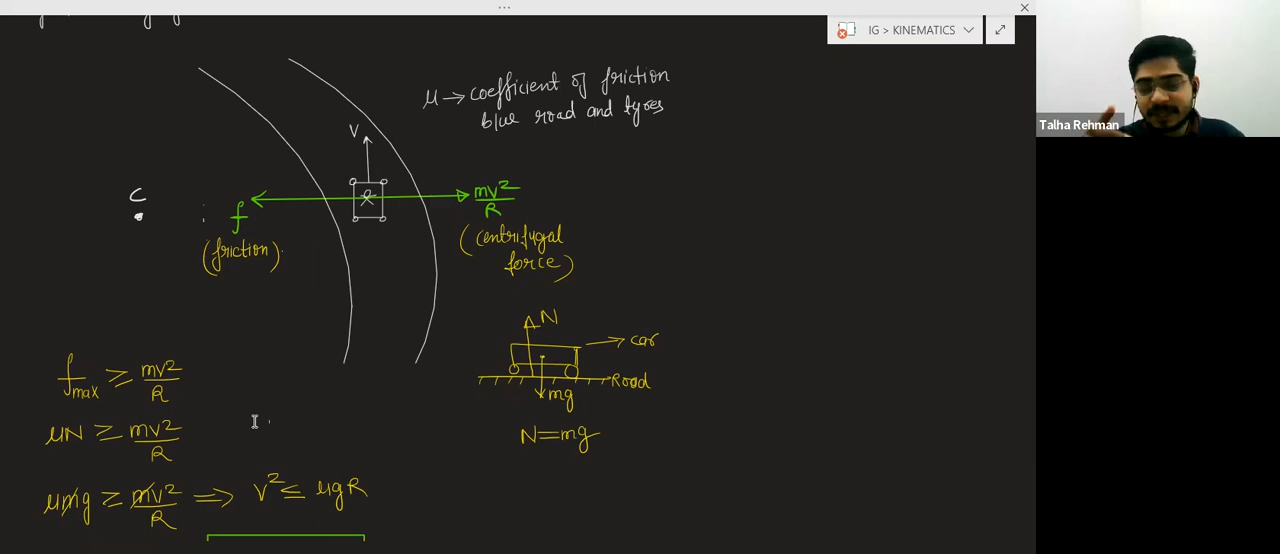 IG > KINEMATICS
Talha Rehman
μ → coefficient of friction
b/w road and tyres
V
C
f
(friction)
mv²/R
(centrifugal
force)
N
→ car
Road
mg
N=mg
f max ≥ mv²/R
μN ≥ mv²/R
μmg ≥ mv²/R ⇒ v² ≤ μgR